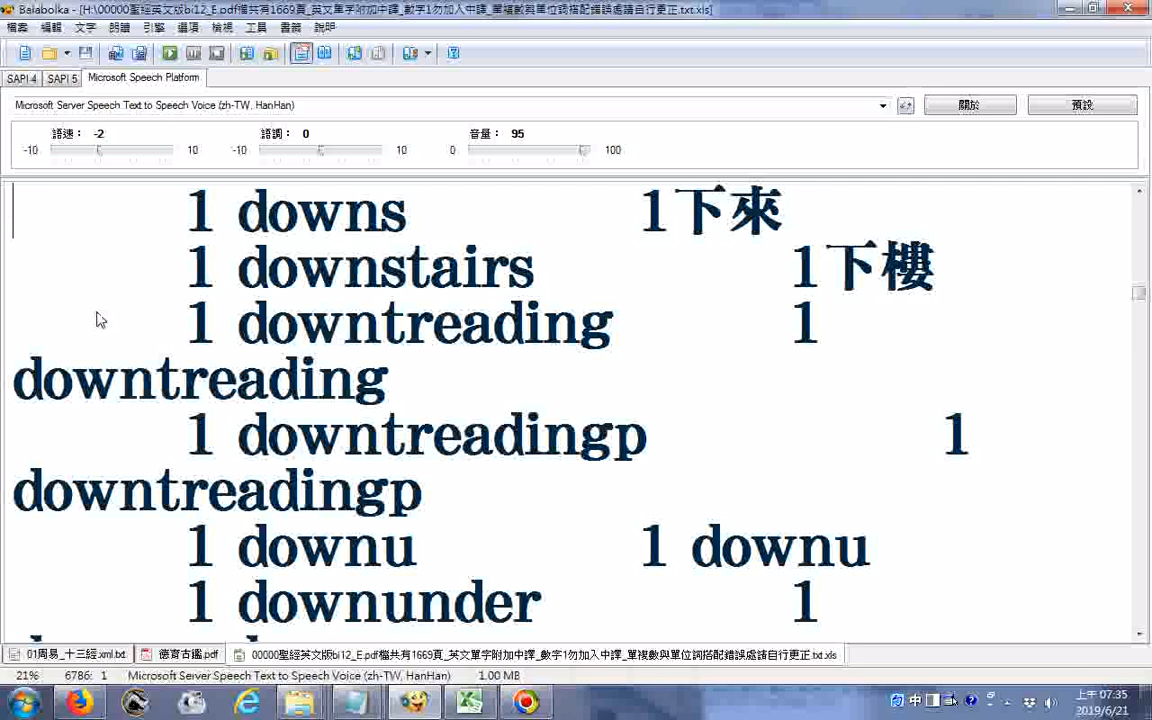 Balabolka - [H:\00000聖經英文版bi12_E.pdf檔共有1669頁_英文單字附加中譯_數字1勿加入中譯_單複數與單位詞搭配錯誤處請自行更正.txt.xls]
檔案 編輯 文字 朗讀 引擎 選項 檢視 工具 書籤 說明
SAPI 4 SAPI 5 Microsoft Speech Platform
Microsoft Server Speech Text to Speech Voice (zh-TW, HanHan) 關於 預設
語速： -2 語調： 0 音量： 95
-10 10 -10 10 0 100
1 downs 1下來
1 downstairs 1下樓
1 downtreading 1
downtreading
1 downtreadingp 1
downtreadingp
1 downu 1 downu
1 downunder 1
01周易_十三經.xml.txt 德育古鑑.pdf 00000聖經英文版bi12_E.pdf檔共有1669頁_英文單字附加中譯_數字1勿加入中譯_單複數與單位詞搭配錯誤處請自行更正.txt.xls
21% 6786: 1 Microsoft Server Speech Text to Speech Voice (zh-TW, HanHan) 1.00 MB
中 上午 07:35
2019/6/21